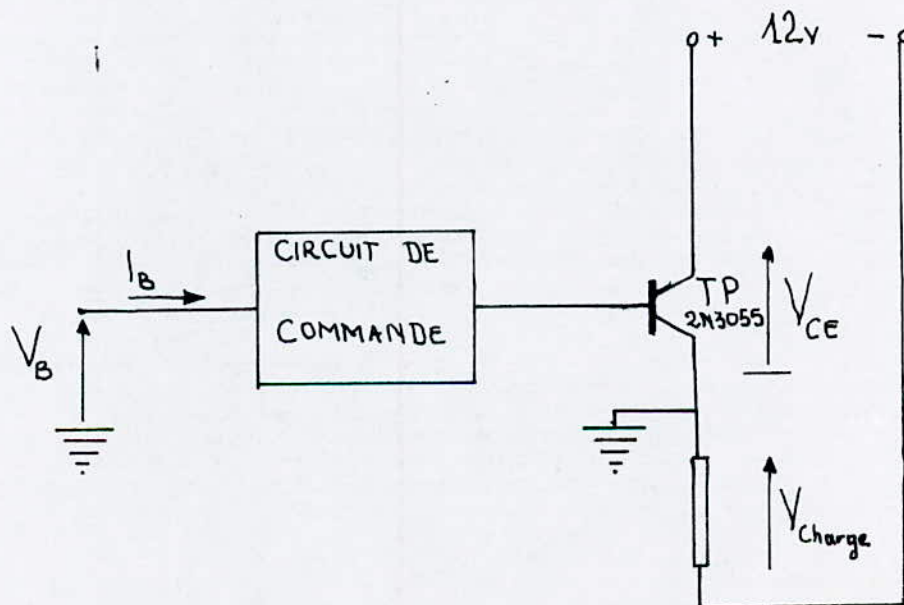 i
+ 12v -
CIRCUIT DE
COMMANDE
I_B
V_B
TP
2N3055
V_CE
V_Charge